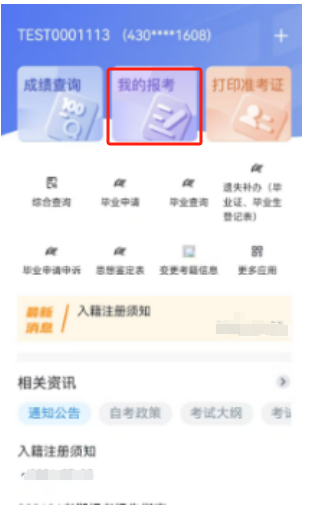 TEST0001113 (430****1608) +
成绩查询 我的报考 打印准考证
综合查询 毕业申请 毕业查询 遗失补办（毕
业证、毕业生
登记表）
毕业申请申诉 思想鉴定表 变更考籍信息 更多应用
最新 入籍注册须知
消息
相关资讯
通知公告 自考政策 考试大纲 考试
入籍注册须知